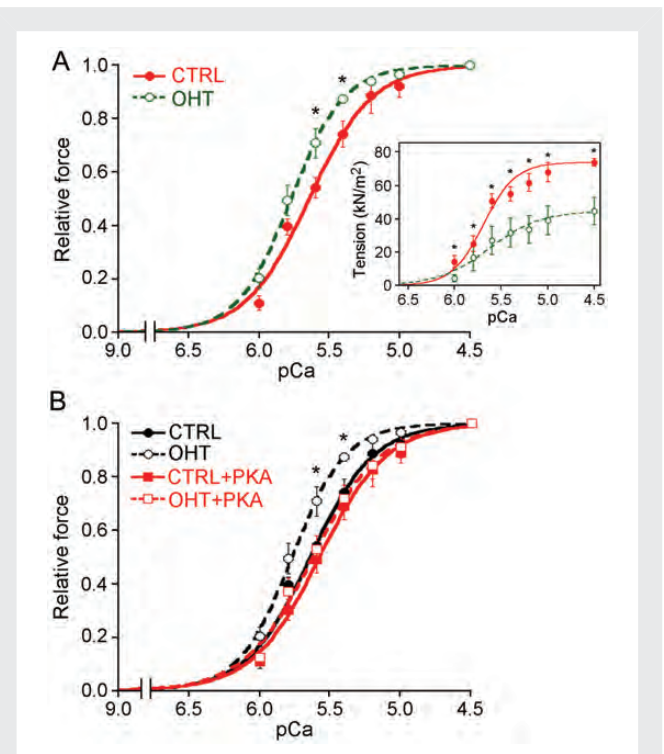 A
CTRL
OHT
* *
Relative force
1.0
0.8
0.6
0.4
0.2
0.0
9.0 6.5 6.0 5.5 5.0 4.5
pCa
Tension (kN/m²)
80
60
40
20
0
* * * * * * *
6.5 6.0 5.5 5.0 4.5
pCa
B
CTRL
OHT
CTRL+PKA
OHT+PKA
* *
Relative force
1.0
0.8
0.6
0.4
0.2
0.0
9.0 6.5 6.0 5.5 5.0 4.5
pCa